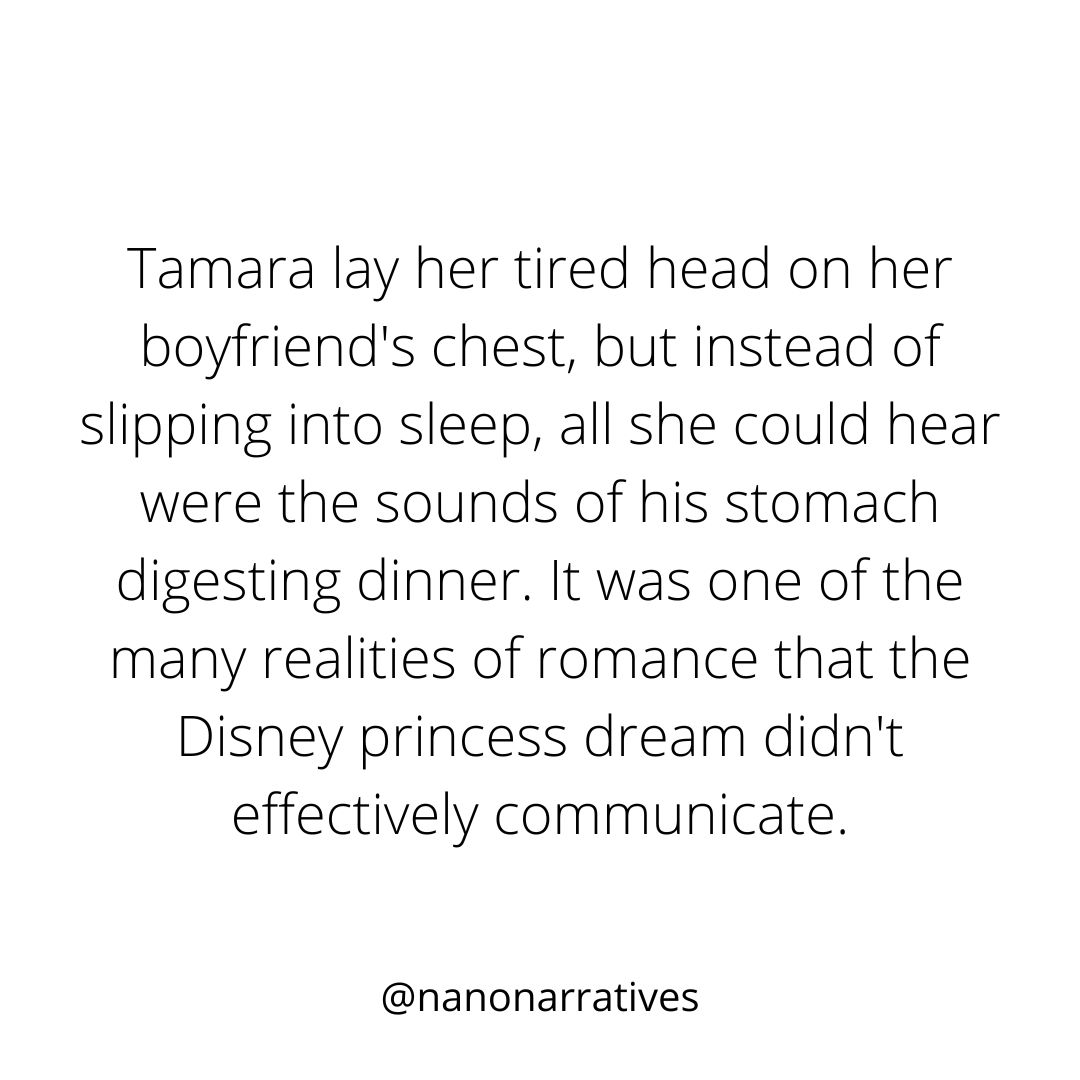 Tamara lay her tired head on her
boyfriend's chest, but instead of
slipping into sleep, all she could hear
were the sounds of his stomach
digesting dinner. It was one of the
many realities of romance that the
Disney princess dream didn't
effectively communicate.
@nanonarratives